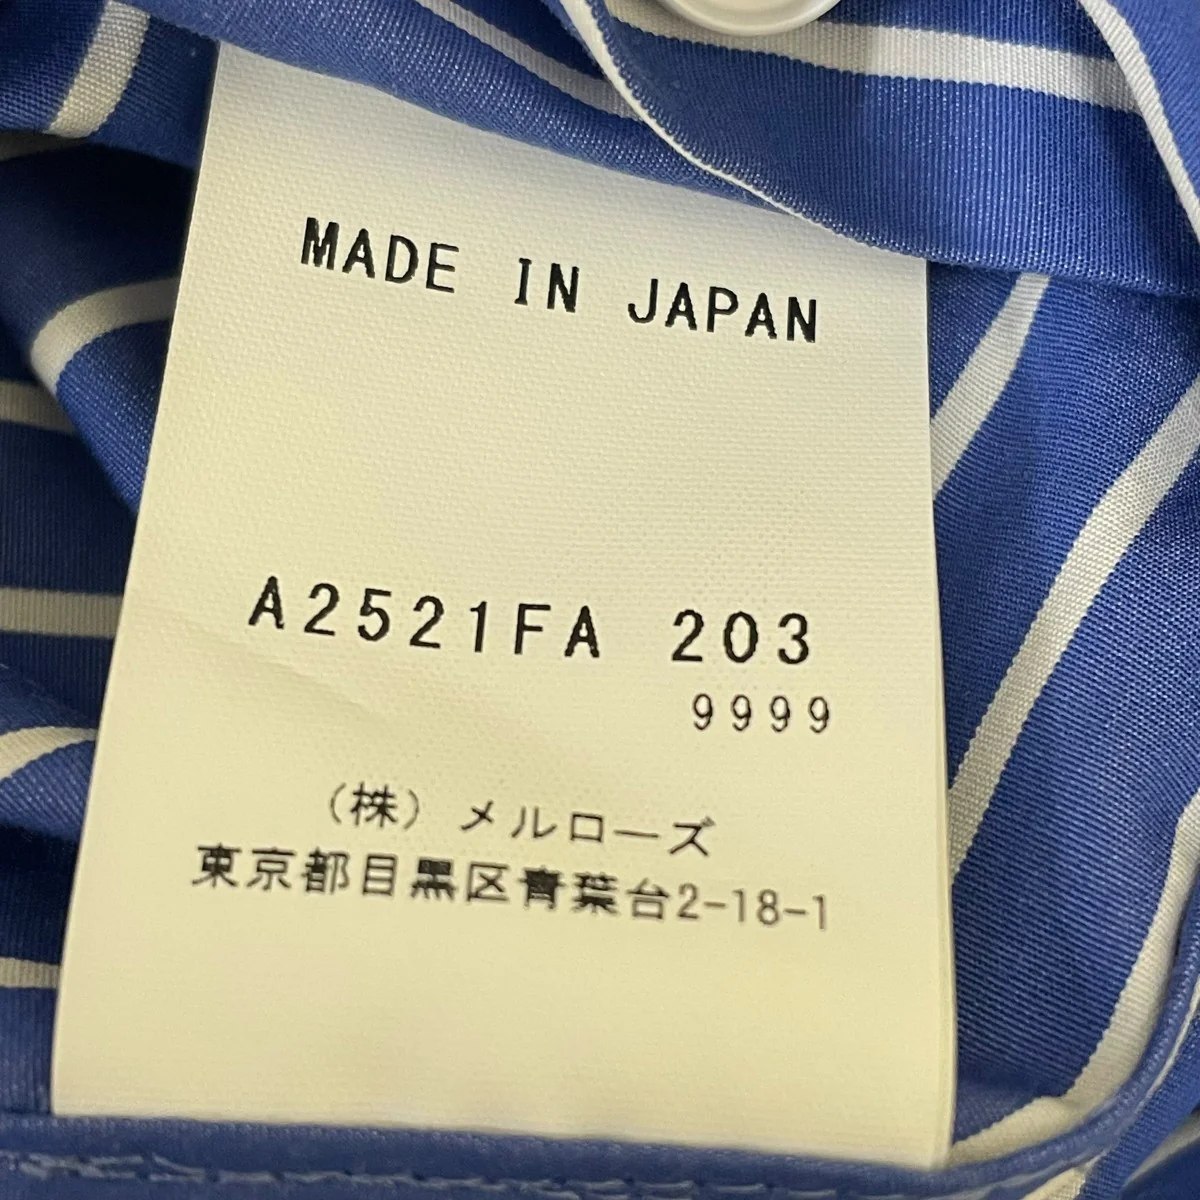 MADE IN JAPAN
A2521FA 203
9999
(株) メルローズ
東京都目黒区青葉台2-18-1